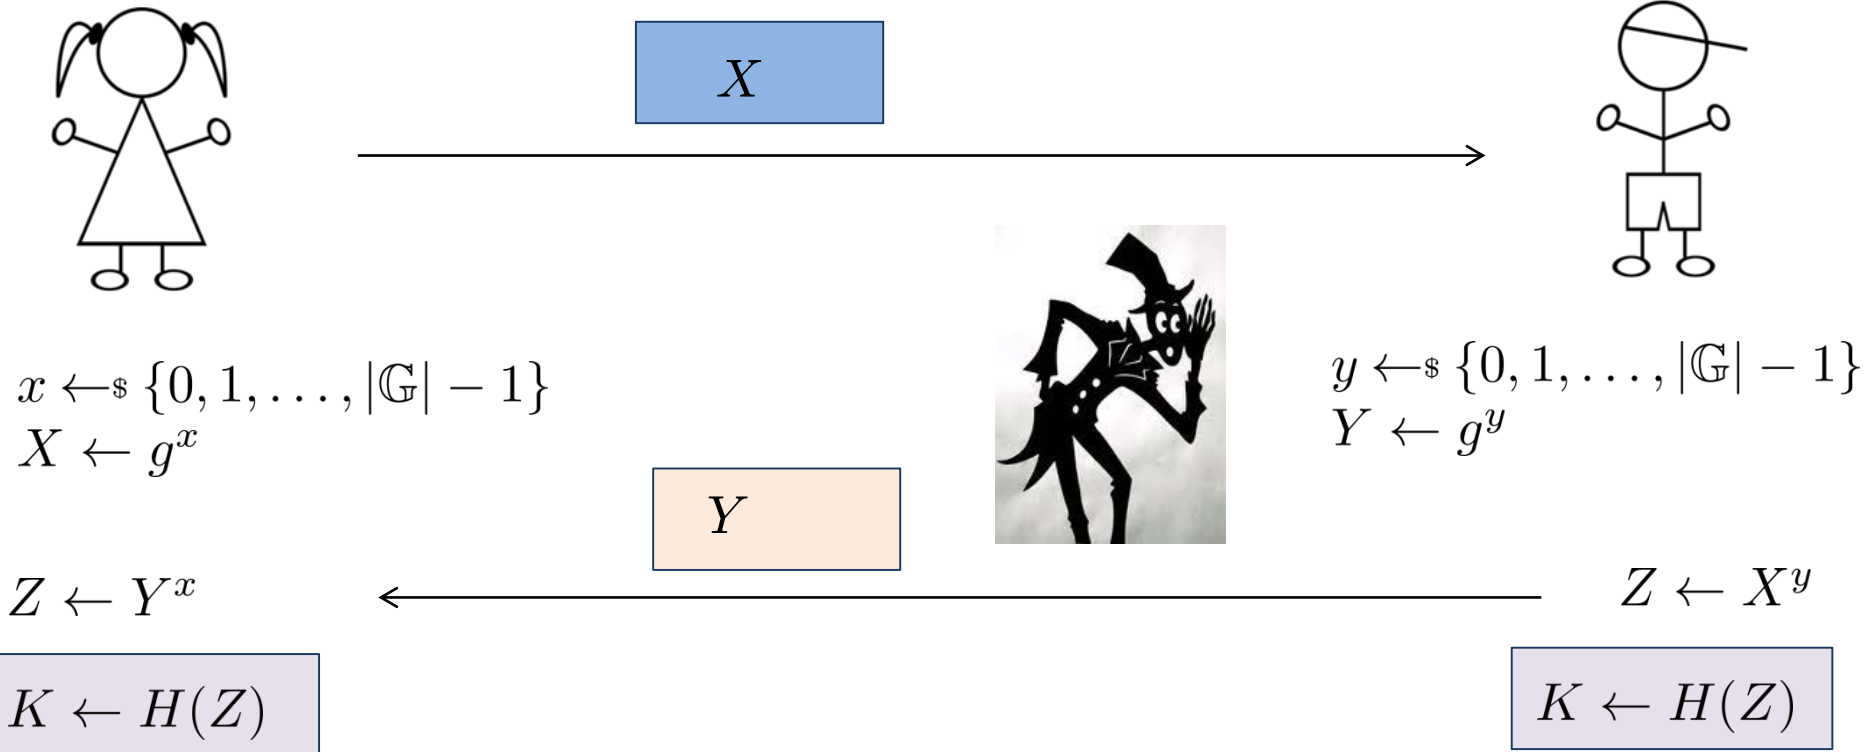 X
x ←$ {0, 1, . . . , |𝔾| − 1}
X ← g^x
y ←$ {0, 1, . . . , |𝔾| − 1}
Y ← g^y
Y
Z ← Y^x
Z ← X^y
K ← H(Z)
K ← H(Z)